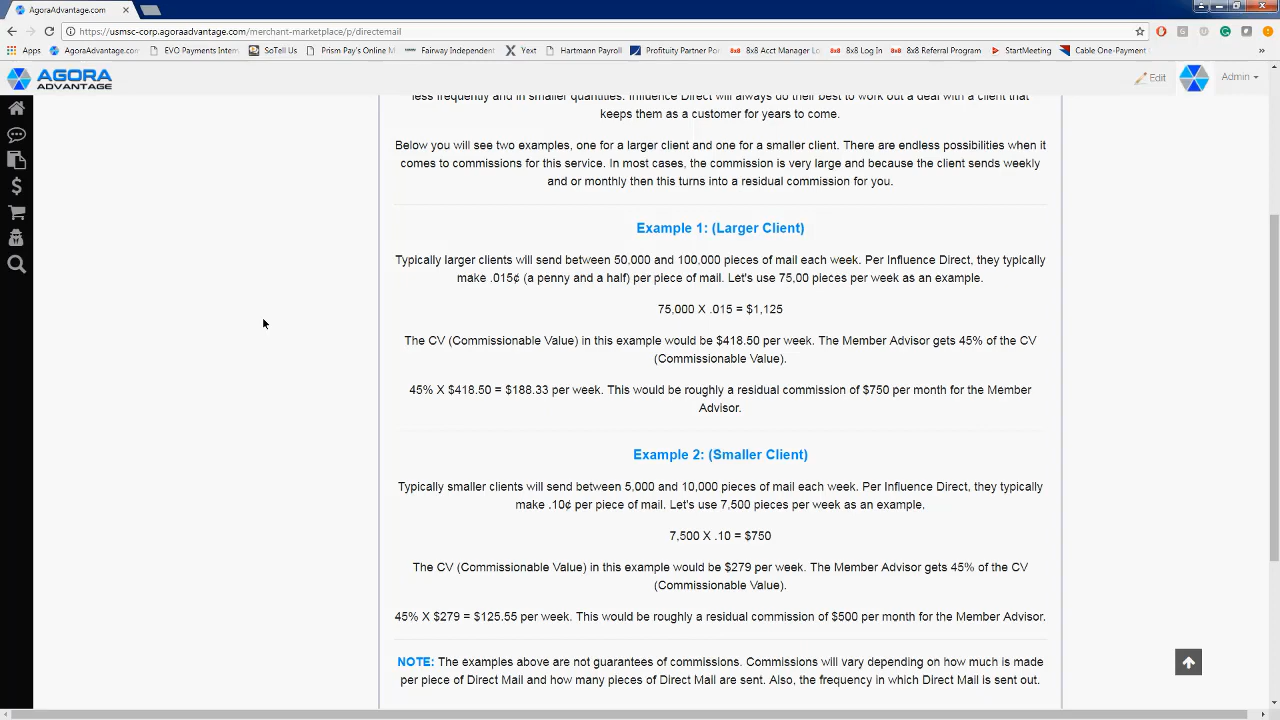 AgoraAdvantage.com
https://usmsc-corp.agoraadvantage.com/merchant-marketplace/p/directemail
Apps AgoraAdvantage.com EVO Payments Intern SoTellUs Prism Pay's Online M Fairway Independent Yext Hartmann Payroll Profituity Partner Por 8x8 Acct Manager Lo 8x8 Log In 8x8 Referral Program StartMeeting Cable One-Payment
AGORA
ADVANTAGE
Edit
Admin
less frequently and in smaller quantities. Influence Direct will always do their best to work out a deal with a client that
keeps them as a customer for years to come.
Below you will see two examples, one for a larger client and one for a smaller client. There are endless possibilities when it
comes to commissions for this service. In most cases, the commission is very large and because the client sends weekly
and or monthly then this turns into a residual commission for you.
Example 1: (Larger Client)
Typically larger clients will send between 50,000 and 100,000 pieces of mail each week. Per Influence Direct, they typically
make .015¢ (a penny and a half) per piece of mail. Let's use 75,00 pieces per week as an example.
75,000 X .015 = $1,125
The CV (Commissionable Value) in this example would be $418.50 per week. The Member Advisor gets 45% of the CV
(Commissionable Value).
45% X $418.50 = $188.33 per week. This would be roughly a residual commission of $750 per month for the Member
Advisor.
Example 2: (Smaller Client)
Typically smaller clients will send between 5,000 and 10,000 pieces of mail each week. Per Influence Direct, they typically
make .10¢ per piece of mail. Let's use 7,500 pieces per week as an example.
7,500 X .10 = $750
The CV (Commissionable Value) in this example would be $279 per week. The Member Advisor gets 45% of the CV
(Commissionable Value).
45% X $279 = $125.55 per week. This would be roughly a residual commission of $500 per month for the Member Advisor.
NOTE: The examples above are not guarantees of commissions. Commissions will vary depending on how much is made
per piece of Direct Mail and how many pieces of Direct Mail are sent. Also, the frequency in which Direct Mail is sent out.